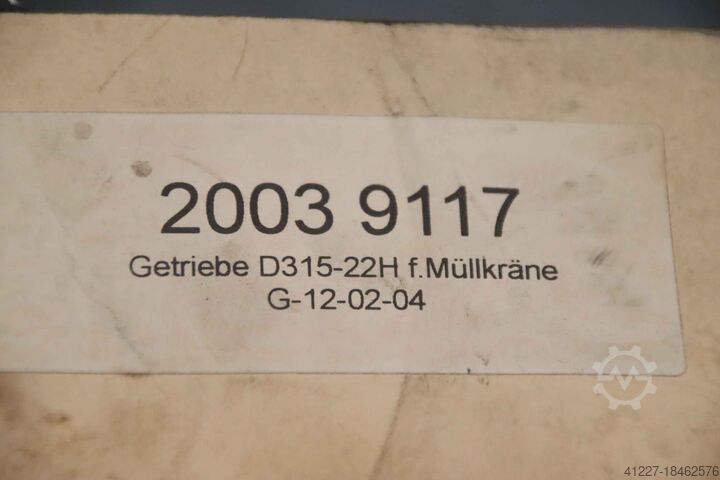 2003 9117
Getriebe D315-22H f.Müllkräne
G-12-02-04
41227-18462576